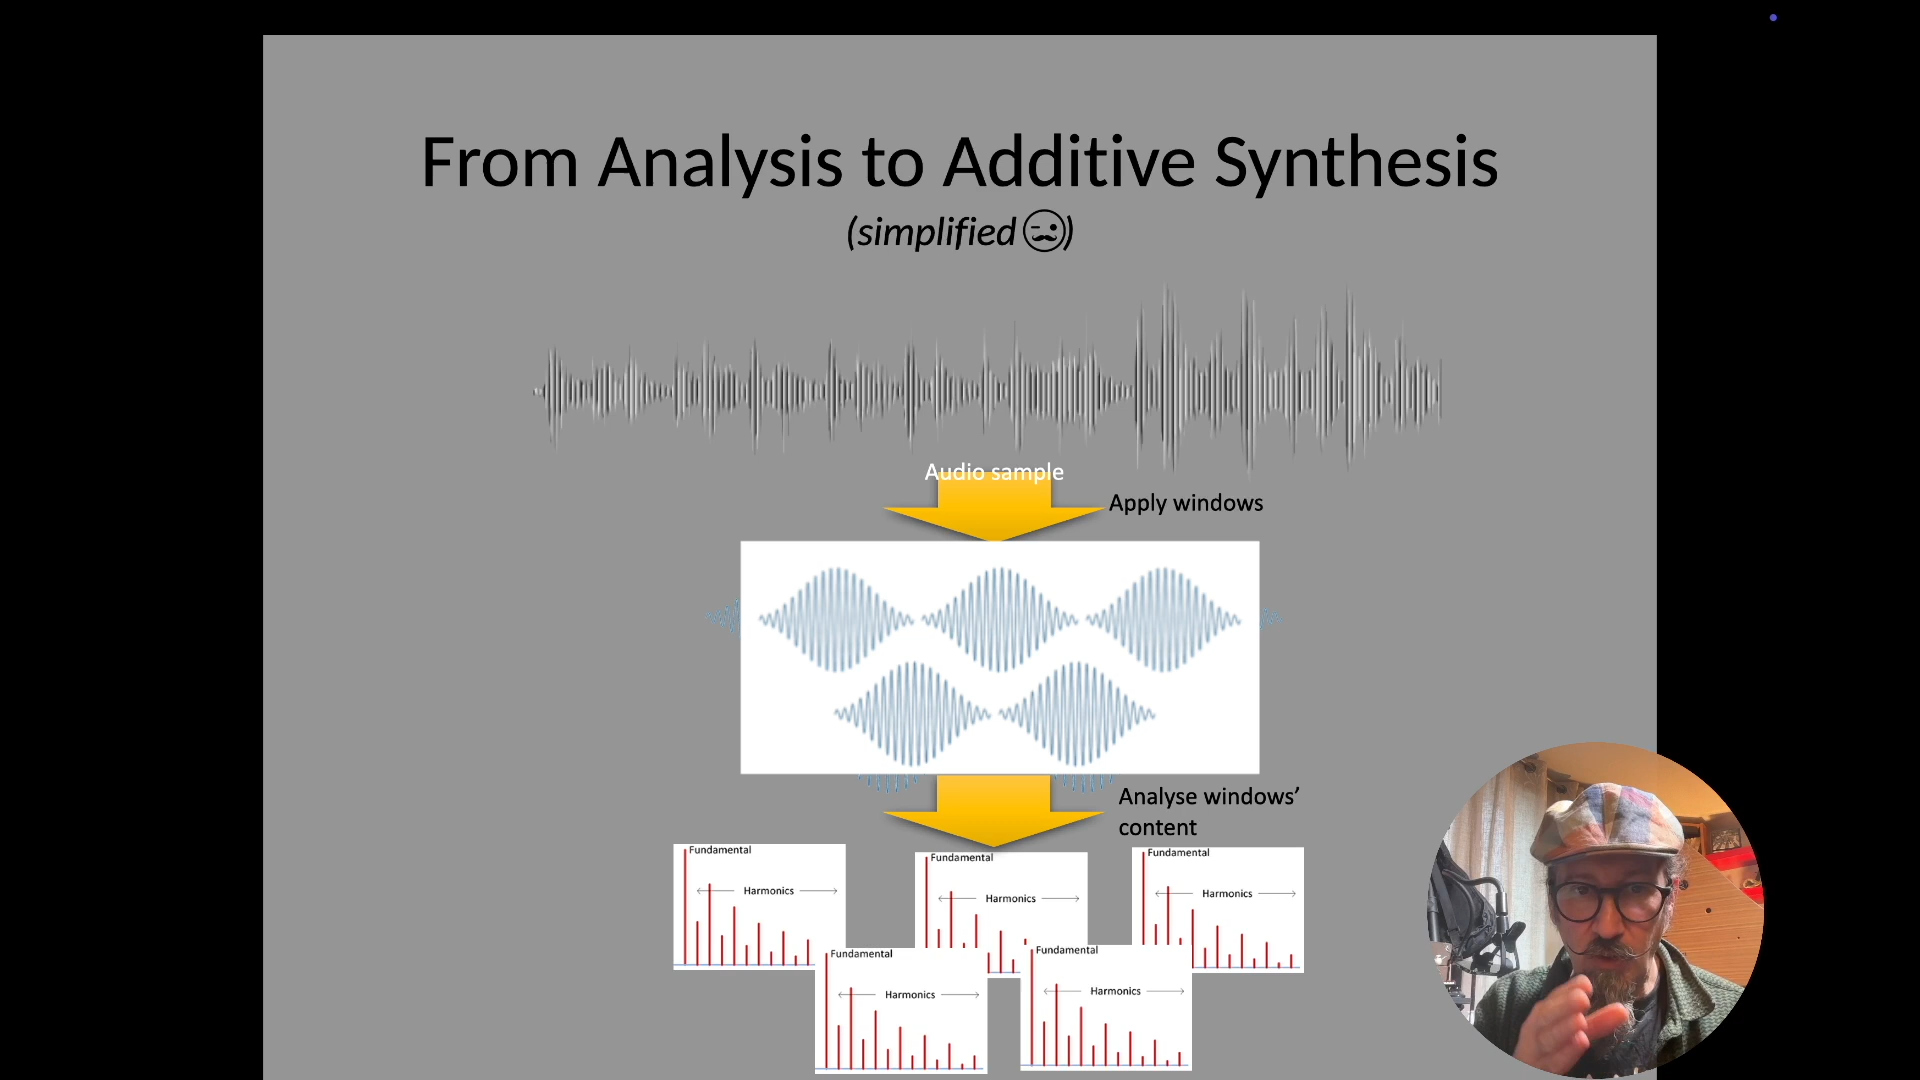 From Analysis to Additive Synthesis
(simplified)
Audio sample
Apply windows
Analyse windows’
content
Fundamental
Harmonics
Fundamental
Harmonics
Fundamental
Harmonics
Fundamental
Harmonics
Fundamental
Harmonics